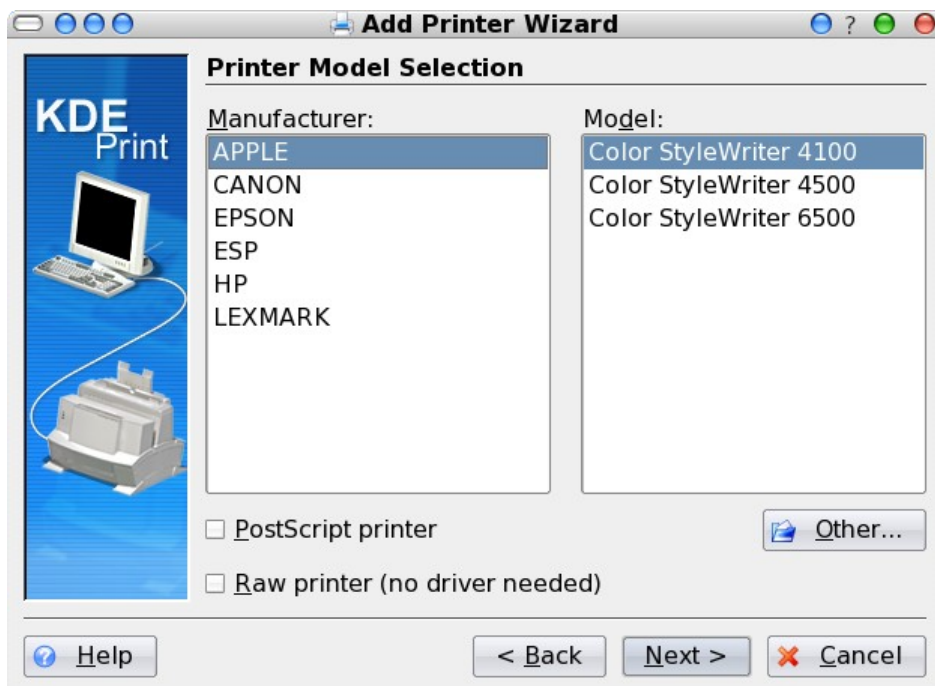 Add Printer Wizard
?
KDE
Print
Printer Model Selection
Manufacturer:
APPLE
CANON
EPSON
ESP
HP
LEXMARK
Model:
Color StyleWriter 4100
Color StyleWriter 4500
Color StyleWriter 6500
PostScript printer
Other...
Raw printer (no driver needed)
? Help
< Back
Next >
Cancel